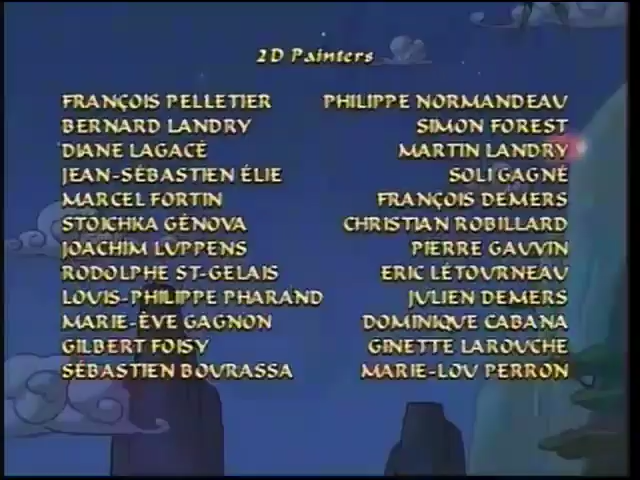 2D Painters
FRANÇOIS PELLETIER PHILIPPE NORMANDEAU
BERNARD LANDRY SIMON FOREST
DIANE LAGACÉ MARTIN LANDRY
JEAN-SÉBASTIEN ÉLIE SOLI GAGNÉ
MARCEL FORTIN FRANÇOIS DEMERS
STOICHKA GÉNOVA CHRISTIAN ROBILLARD
JOACHIM LUPPENS PIERRE GAUVIN
RODOLPHE ST-GELAIS ERIC LÉTOURNEAU
LOUIS-PHILIPPE PHARAND JULIEN DEMERS
MARIE-ÈVE GAGNON DOMINIQUE CABANA
GILBERT FOISY GINETTE LAROUCHE
SÉBASTIEN BOURASSA MARIE-LOU PERRON